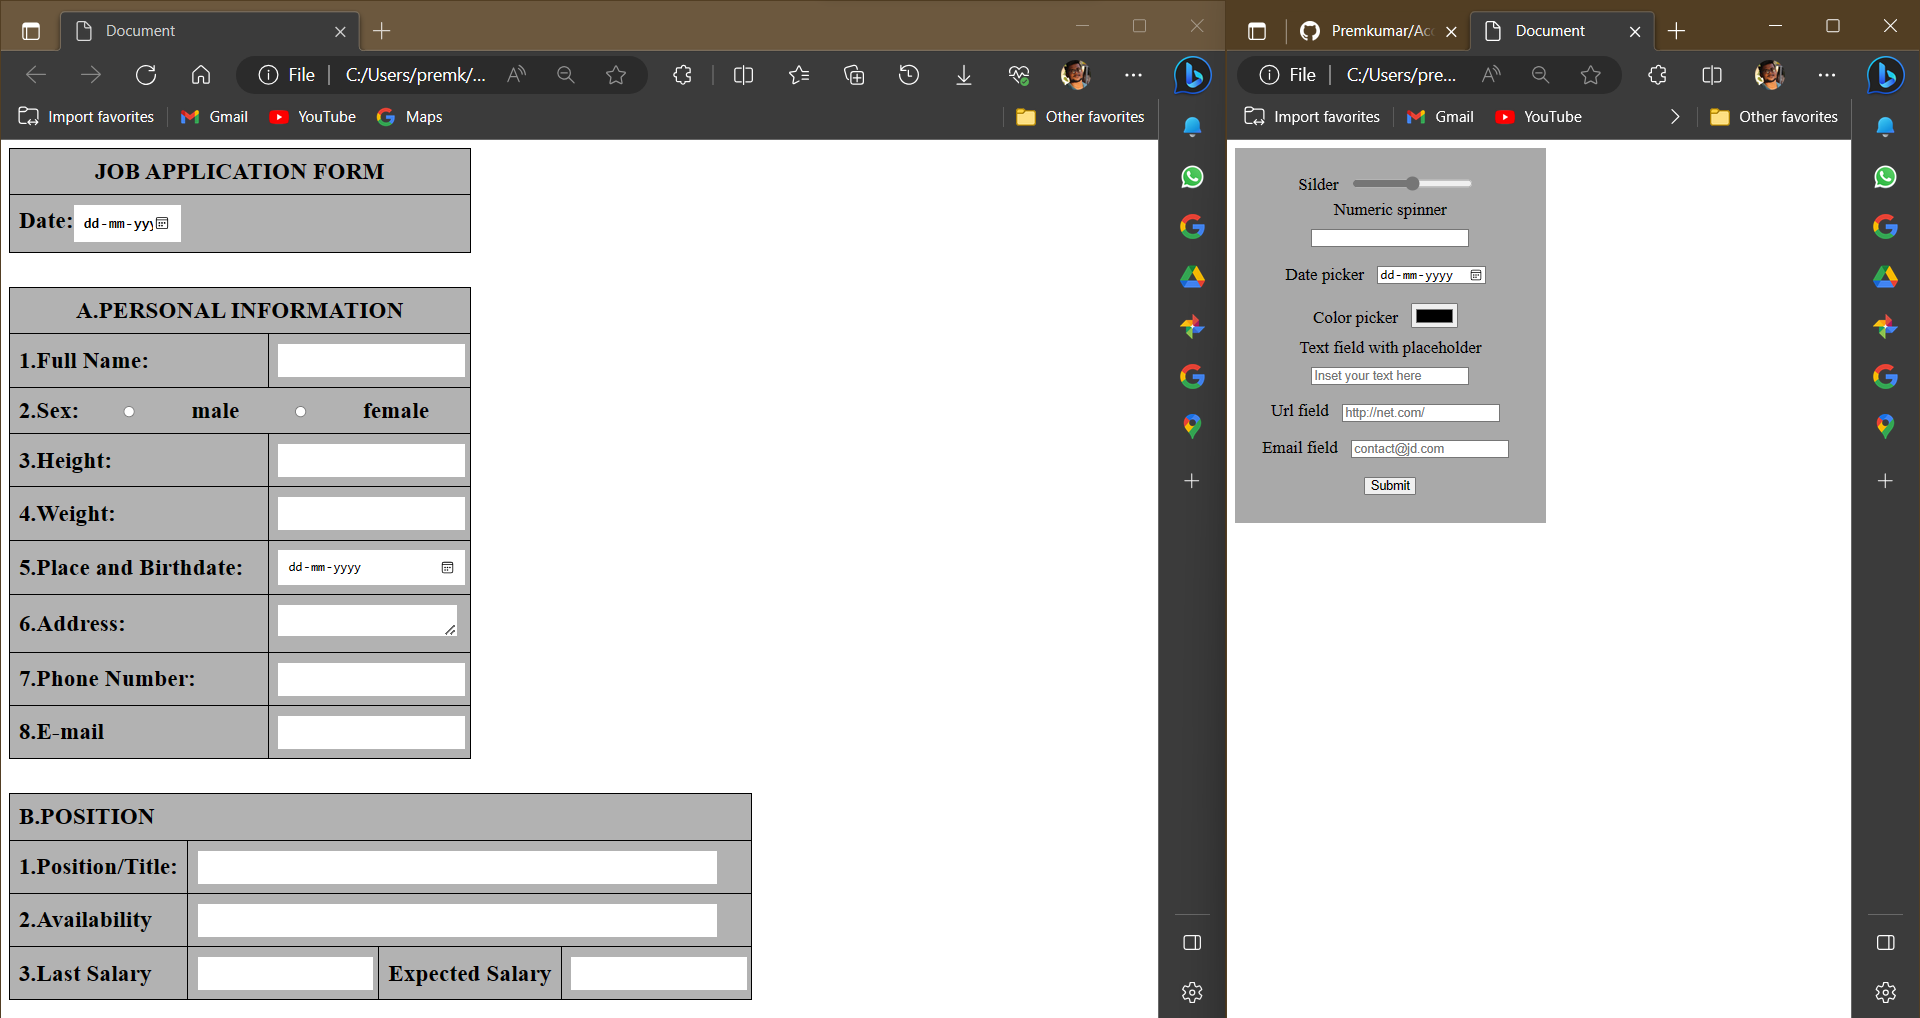 Document
File | C:/Users/premk/...
Import favorites Gmail YouTube Maps Other favorites
JOB APPLICATION FORM
Date: dd-mm-yyy
A.PERSONAL INFORMATION
1.Full Name:
2.Sex: male female
3.Height:
4.Weight:
5.Place and Birthdate: dd-mm-yyyy
6.Address:
7.Phone Number:
8.E-mail
B.POSITION
1.Position/Title:
2.Availability
3.Last Salary Expected Salary
Premkumar/Acc Document
File | C:/Users/pre...
Import favorites Gmail YouTube Other favorites
Silder
Numeric spinner
Date picker dd-mm-yyyy
Color picker
Text field with placeholder
Inset your text here
Url field http://net.com/
Email field contact@jd.com
Submit